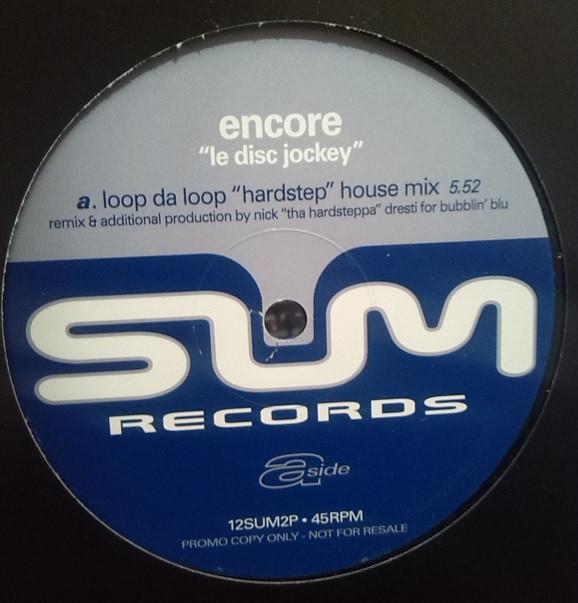 encore
"le disc jockey"
a. loop da loop "hardstep" house mix 5.52
remix & additional production by nick "tha hardsteppa" dresti for bubblin' blu
SUM
RECORDS
a side
12SUM2P • 45RPM
PROMO COPY ONLY - NOT FOR RESALE